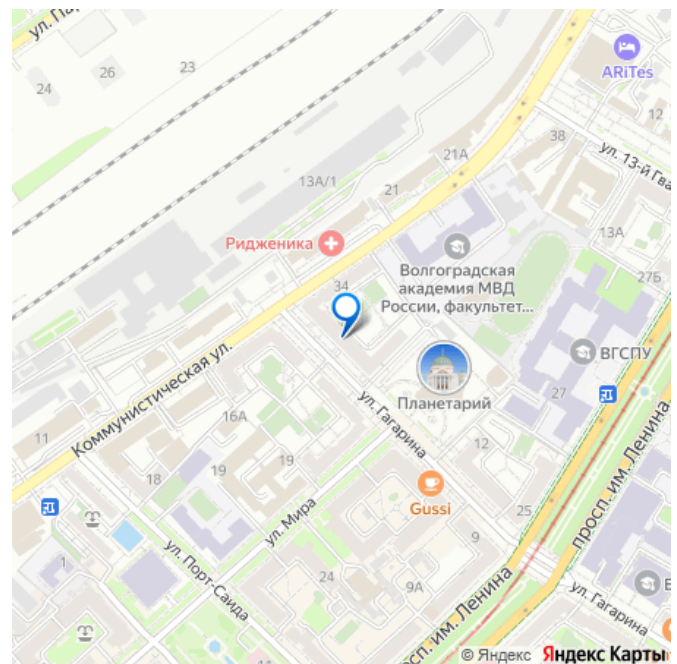 ул. Па
23
26
24
ARiTes
12
38
ул. 13-й Гва
21А
13А/1
21
13А
Ридженика
Волгоградская
академия МВД
России, факультет...
27Б
34
ВГСПУ
Планетарий
27
Коммунистическая ул.
ул. Гагарина
16А
12
11
19
19
18
Gussi
25
просп. им. Ленина
ул. Мира
9
1
ул. Порт-Саида
24
9А
просп. им. Ленина
ул. Гагарина
В
© Яндекс Яндекс Карты